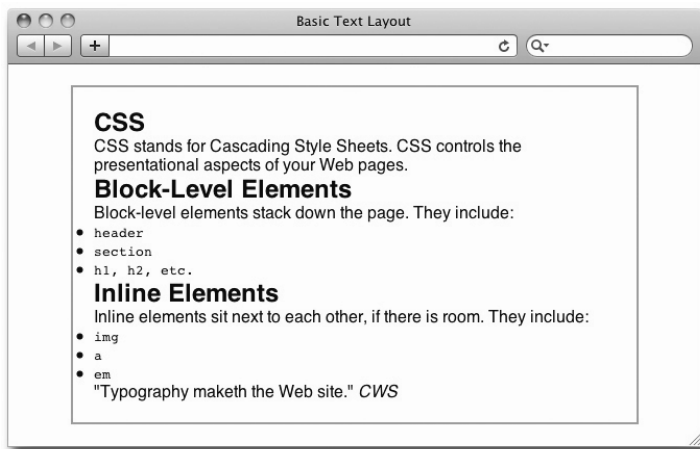 Basic Text Layout
CSS
CSS stands for Cascading Style Sheets. CSS controls the
presentational aspects of your Web pages.
Block-Level Elements
Block-level elements stack down the page. They include:
• header
• section
• h1, h2, etc.
Inline Elements
Inline elements sit next to each other, if there is room. They include:
• img
• a
• em
"Typography maketh the Web site." CWS